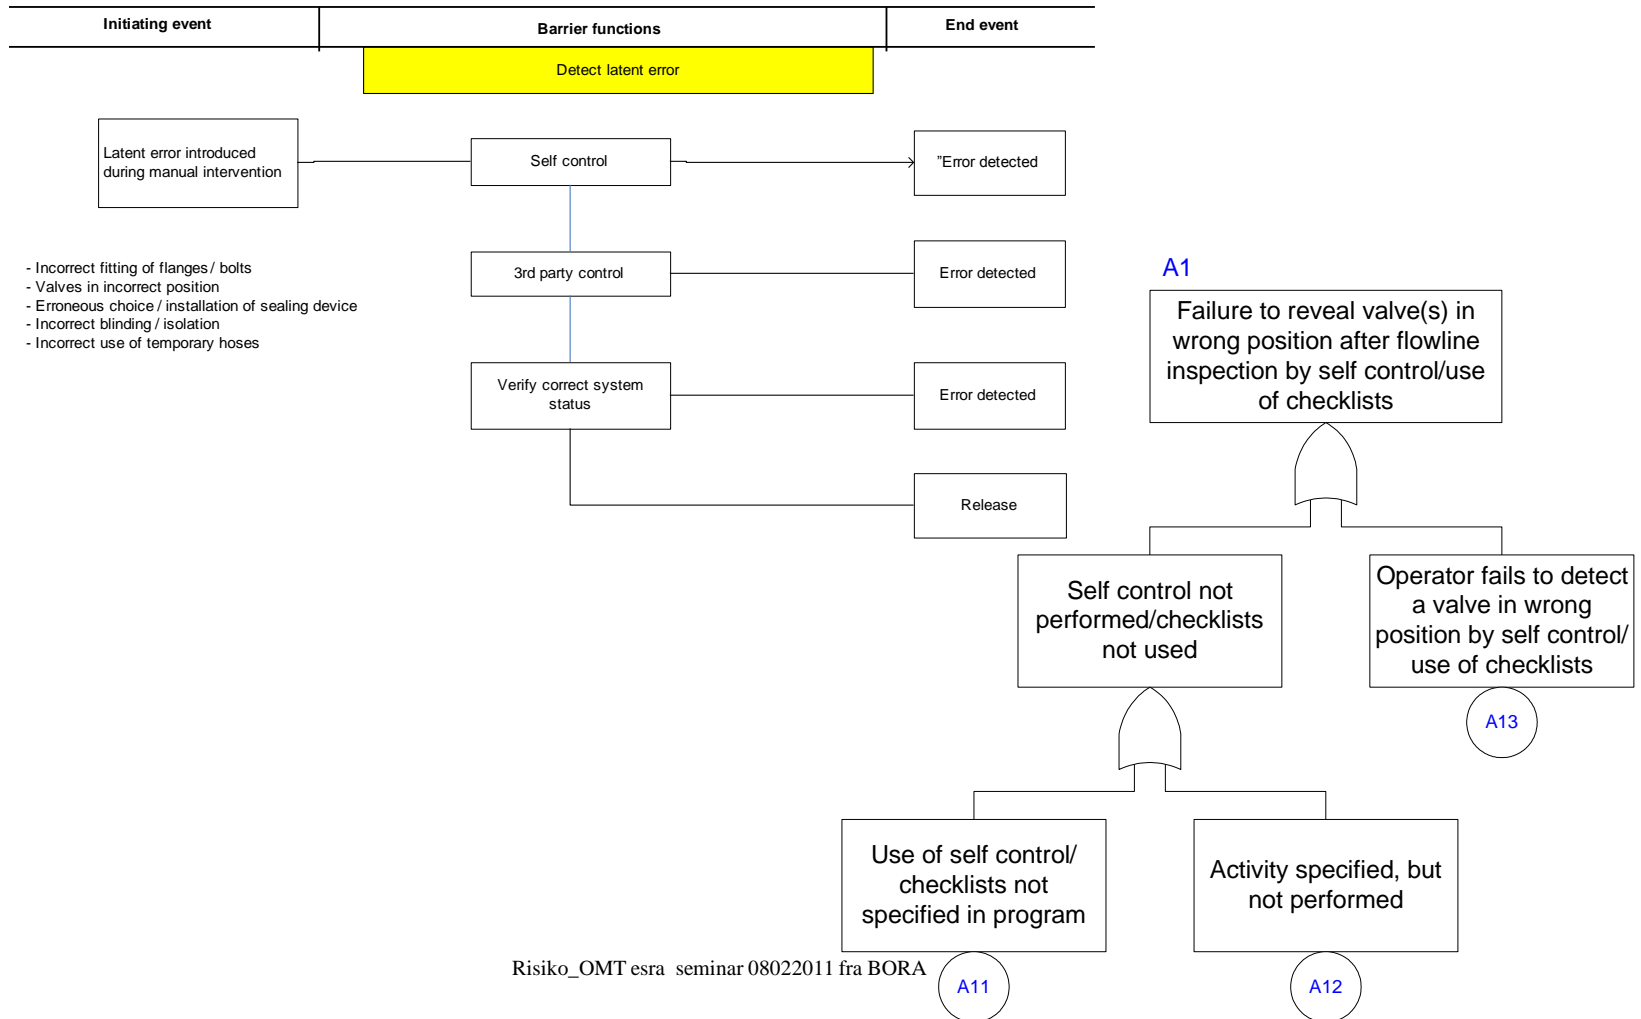 Initiating event
Barrier functions
End event
Detect latent error
Latent error introduced
during manual intervention
Self control
”Error detected
- Incorrect fitting of flanges / bolts
- Valves in incorrect position
- Erroneous choice / installation of sealing device
- Incorrect blinding / isolation
- Incorrect use of temporary hoses
3rd party control
Error detected
Verify correct system
status
Error detected
Release
A1
Failure to reveal valve(s) in
wrong position after flowline
inspection by self control/use
of checklists
Self control not
performed/checklists
not used
Operator fails to detect
a valve in wrong
position by self control/
use of checklists
A13
Use of self control/
checklists not
specified in program
Activity specified, but
not performed
A11
A12
Risiko_OMT esra seminar 08022011 fra BORA